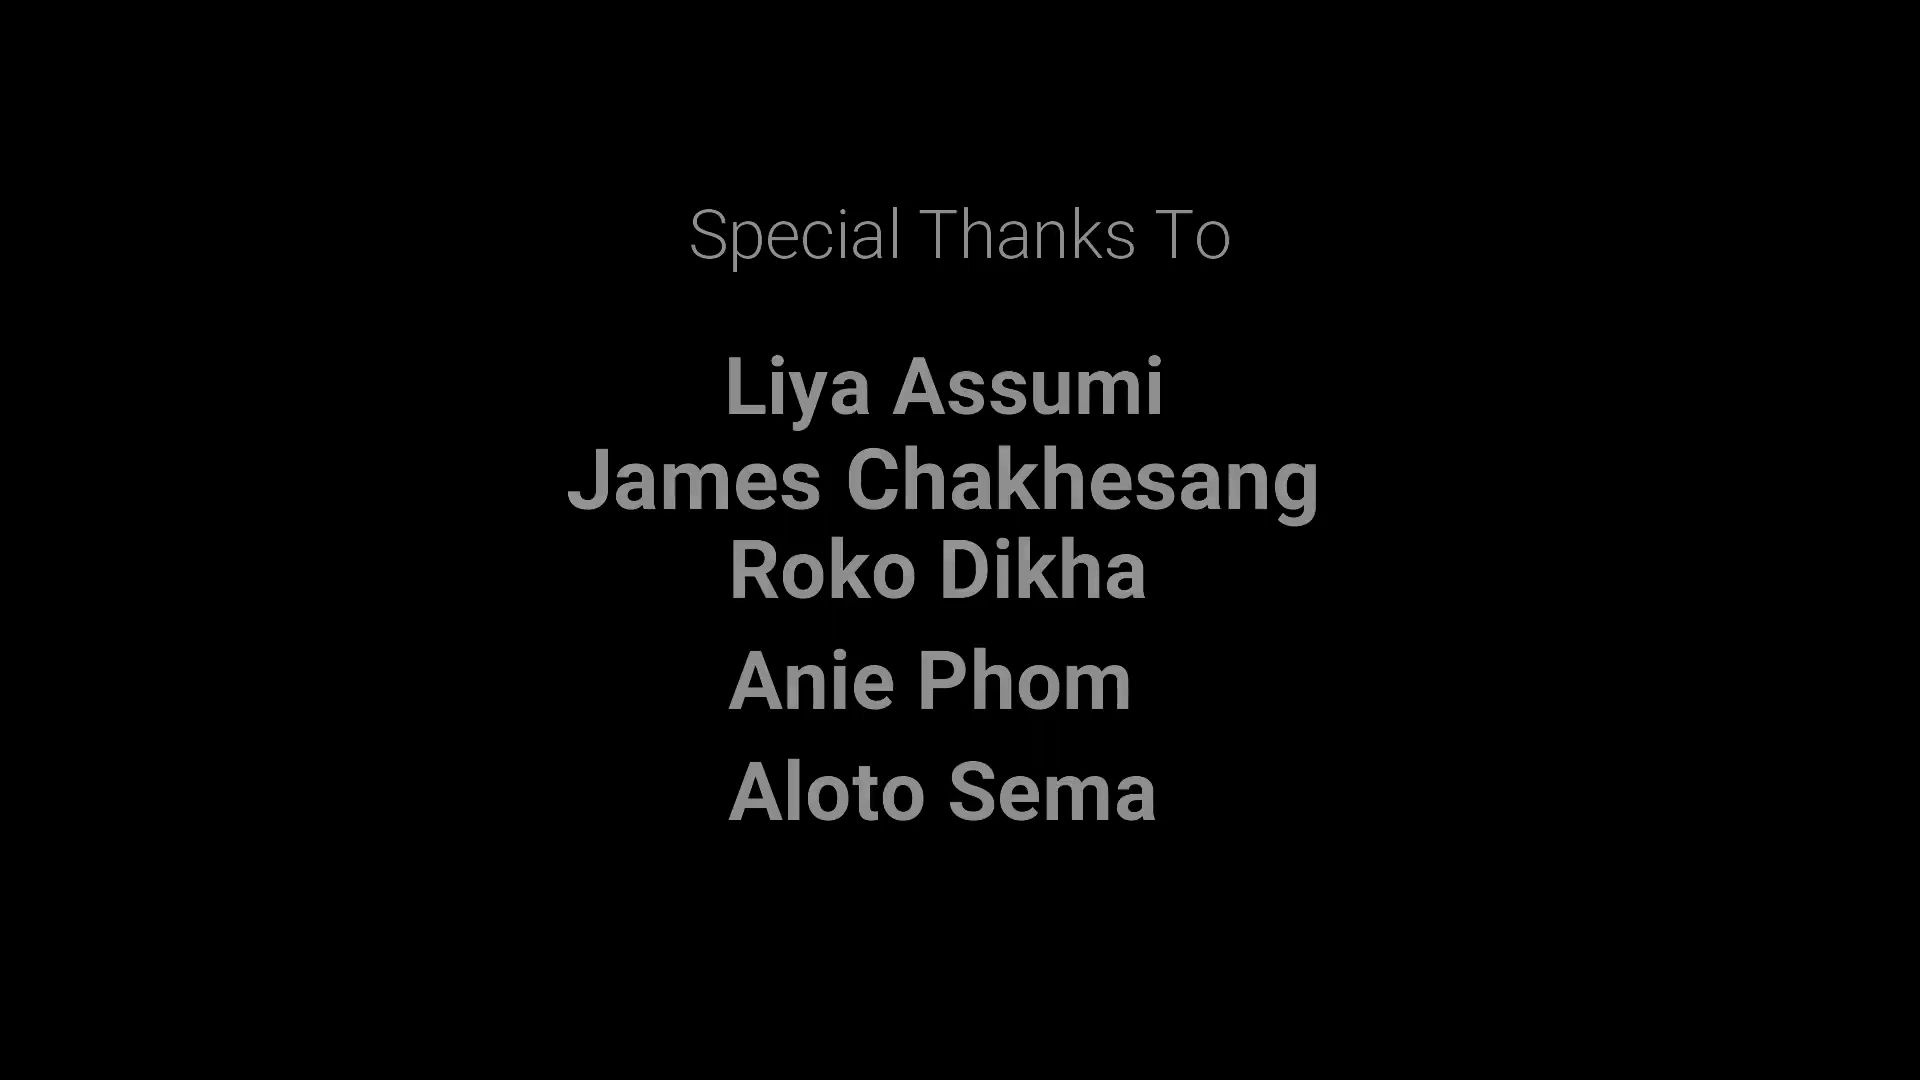 Special Thanks To
Liya Assumi
James Chakhesang
Roko Dikha
Anie Phom
Aloto Sema